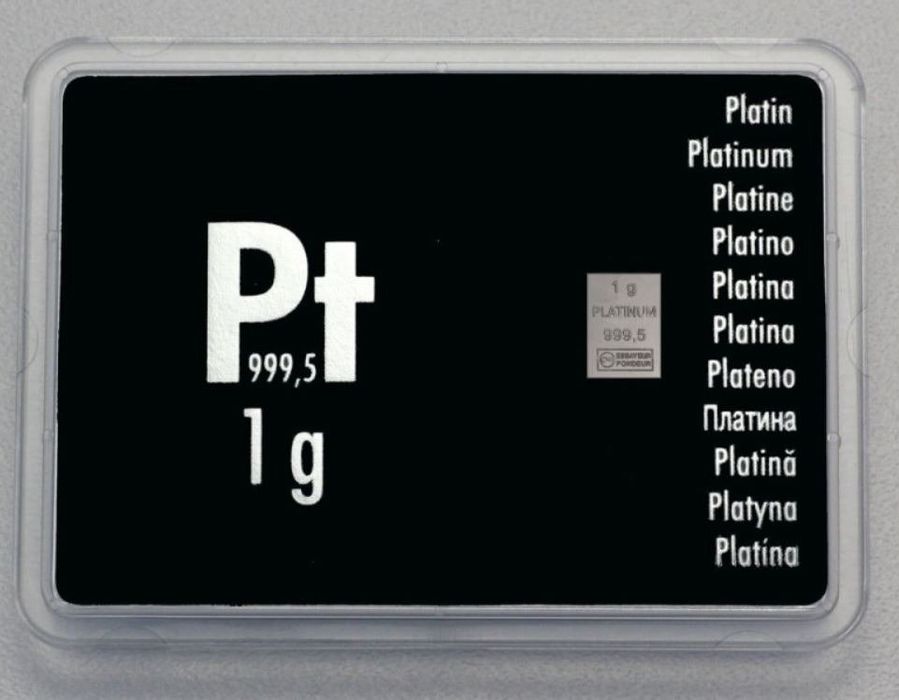 Pt
999,5
1 g
1 g
PLATINUM
999,5
ESSAYEUR
FONDEUR
Platin
Platinum
Platine
Platino
Platina
Platina
Plateno
Платина
Platină
Platyna
Platína